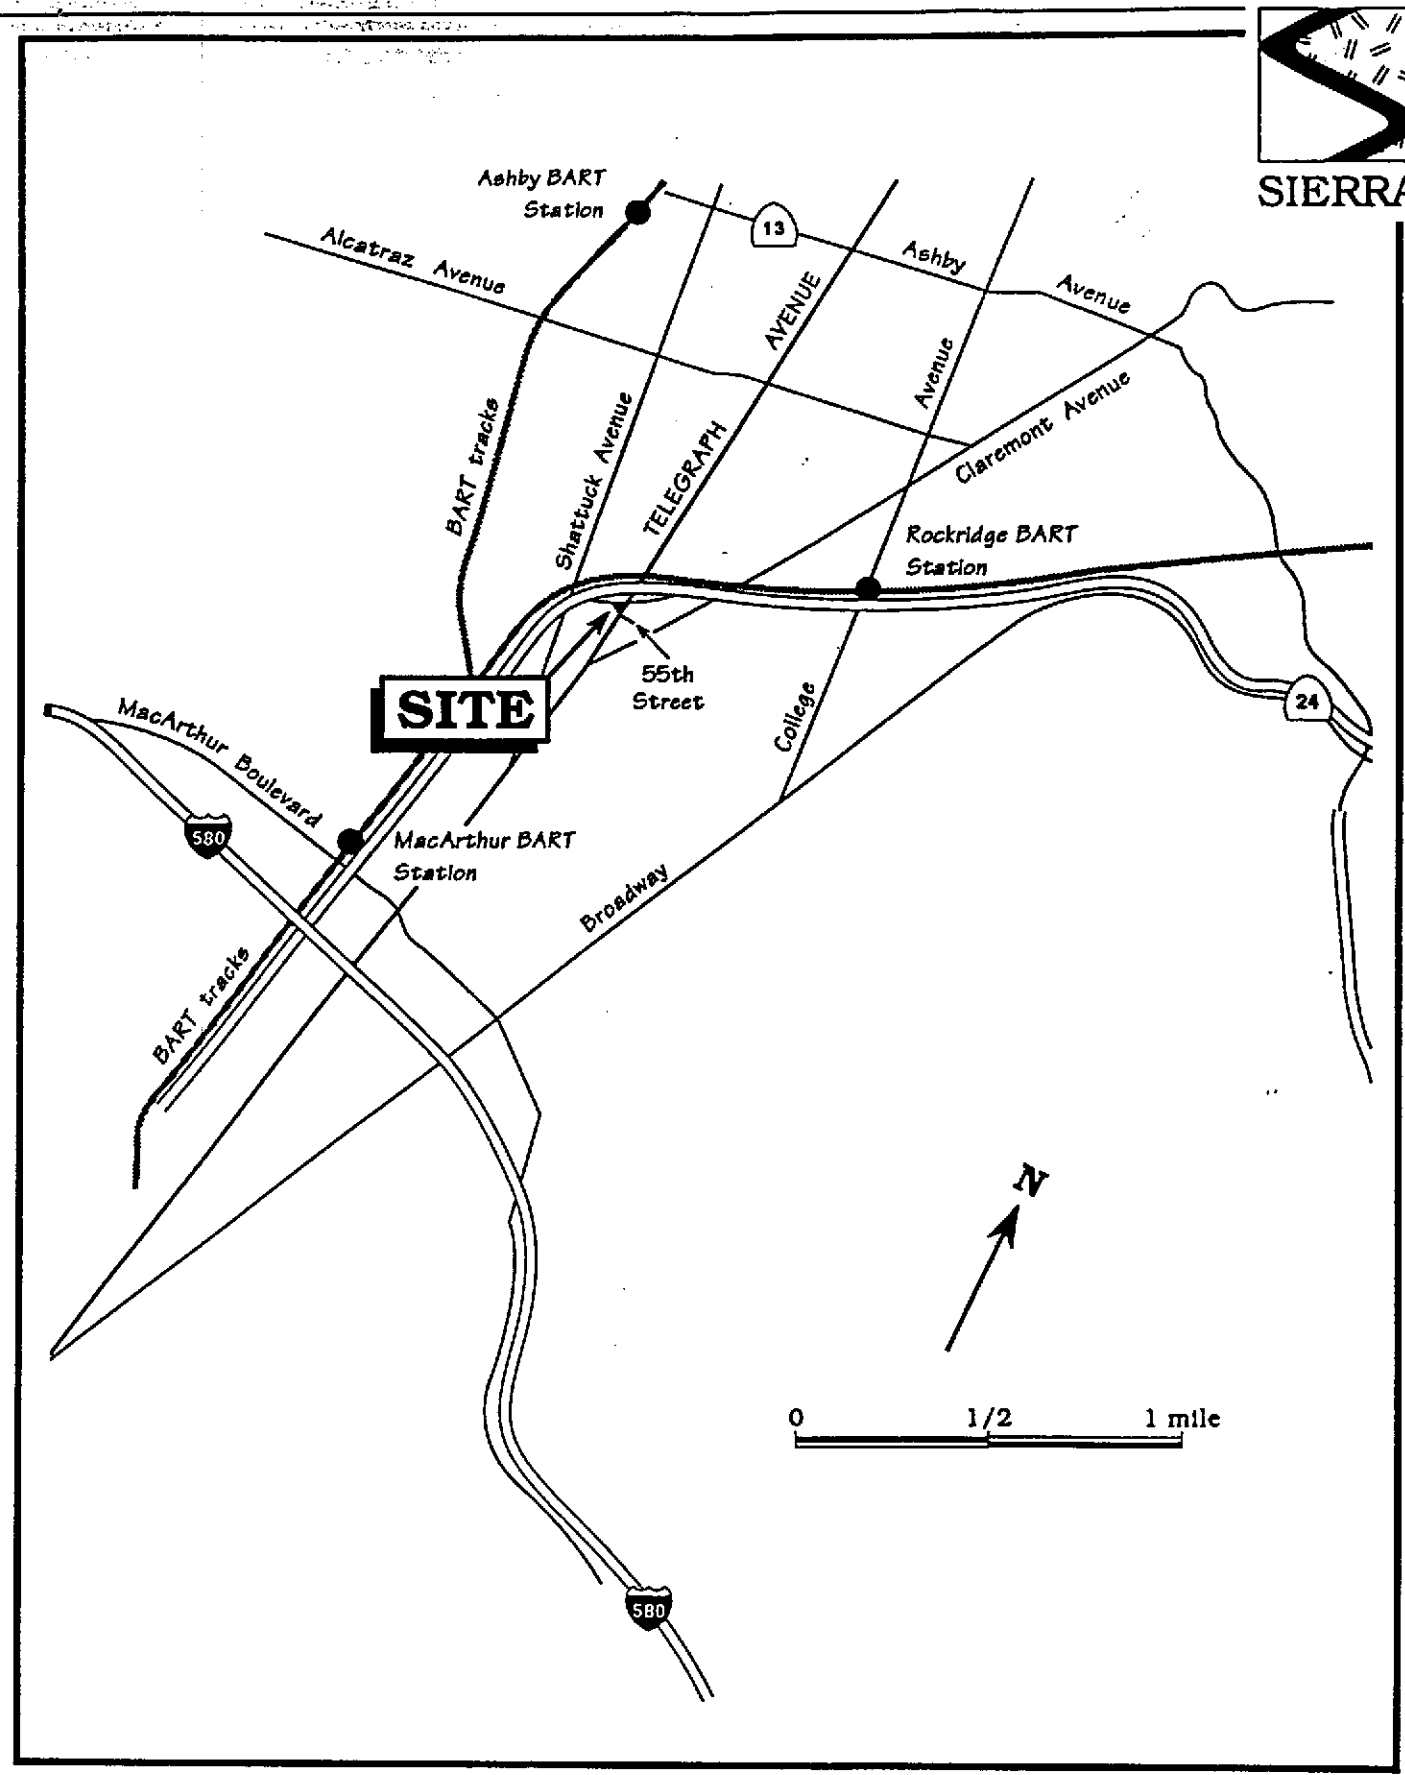 SIERRA
Ashby BART
Station
13
Alcatraz Avenue
Ashby Avenue
AVENUE
Avenue
Shattuck Avenue
BART tracks
TELEGRAPH
Claremont Avenue
Rockridge BART
Station
SITE
55th
Street
24
MacArthur Boulevard
College
580
MacArthur BART
Station
Broadway
BART tracks
N
0 1/2 1 mile
580